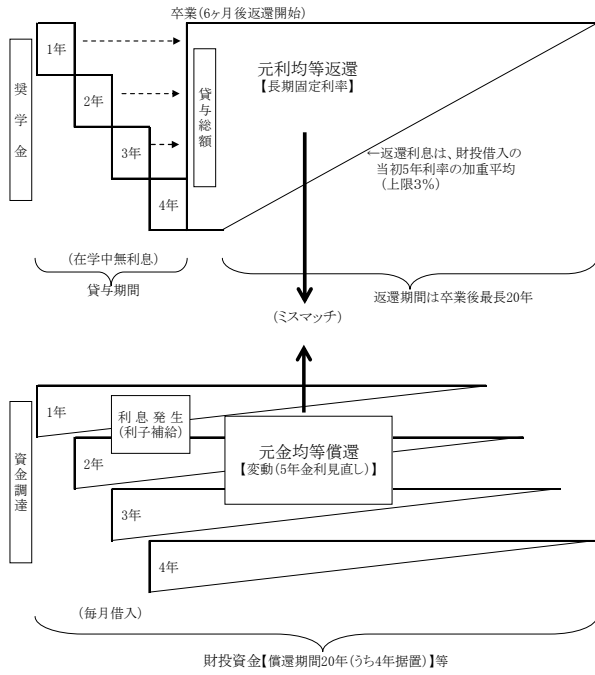 卒業(6ヶ月後返還開始)
奨学金
1年
2年
3年
4年
貸与総額
元利均等返還
【長期固定利率】
←返還利息は、財投借入の
当初5年利率の加重平均
(上限3%)
(在学中無利息)
貸与期間
返還期間は卒業後最長20年
(ミスマッチ)
資金調達
1年
利息発生
(利子補給)
2年
元金均等償還
【変動(5年金利見直し)】
3年
4年
(毎月借入)
財投資金【償還期間20年(うち4年据置)】等